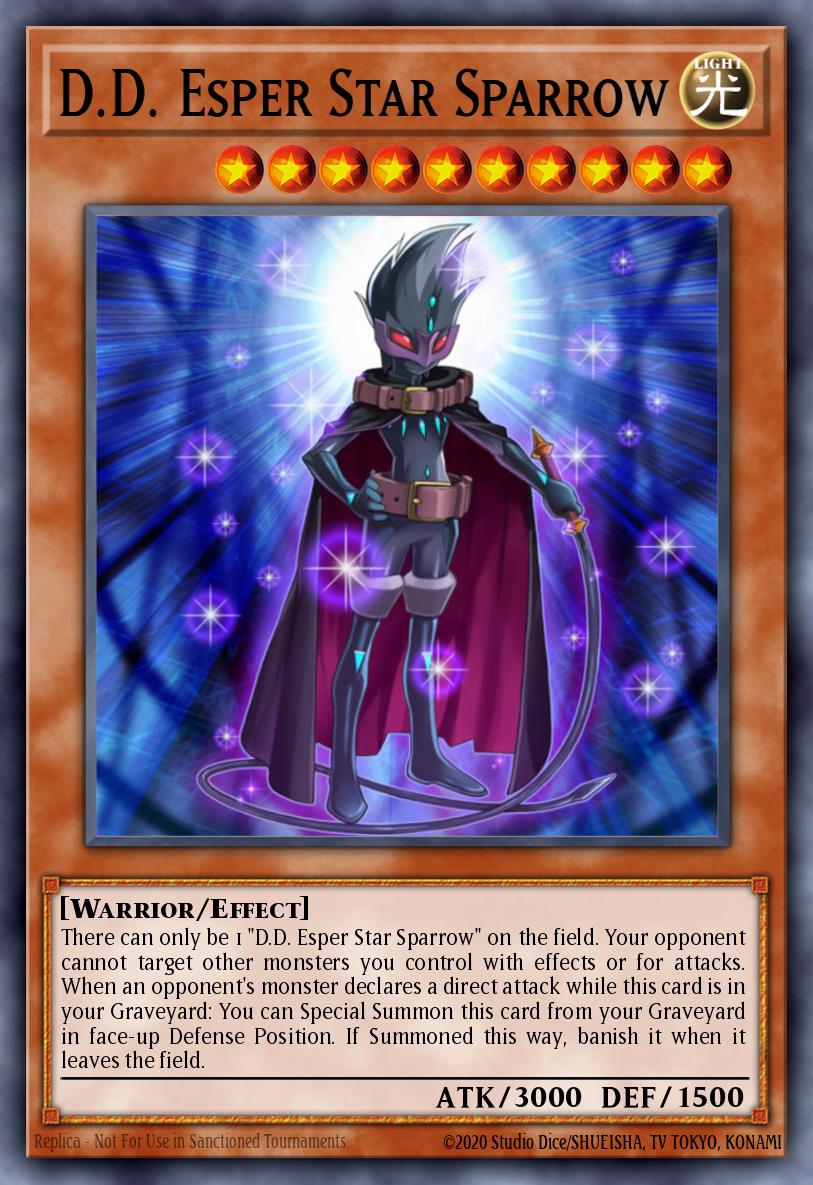 D.D. Esper Star Sparrow
LIGHT
光
[Warrior/Effect]
There can only be 1 "D.D. Esper Star Sparrow" on the field. Your opponent
cannot target other monsters you control with effects or for attacks.
When an opponent's monster declares a direct attack while this card is in
your Graveyard: You can Special Summon this card from your Graveyard
in face-up Defense Position. If Summoned this way, banish it when it
leaves the field.
ATK/3000 DEF/1500
Replica - Not For Use in Sanctioned Tournaments.
©2020 Studio Dice/SHUEISHA, TV TOKYO, KONAMI